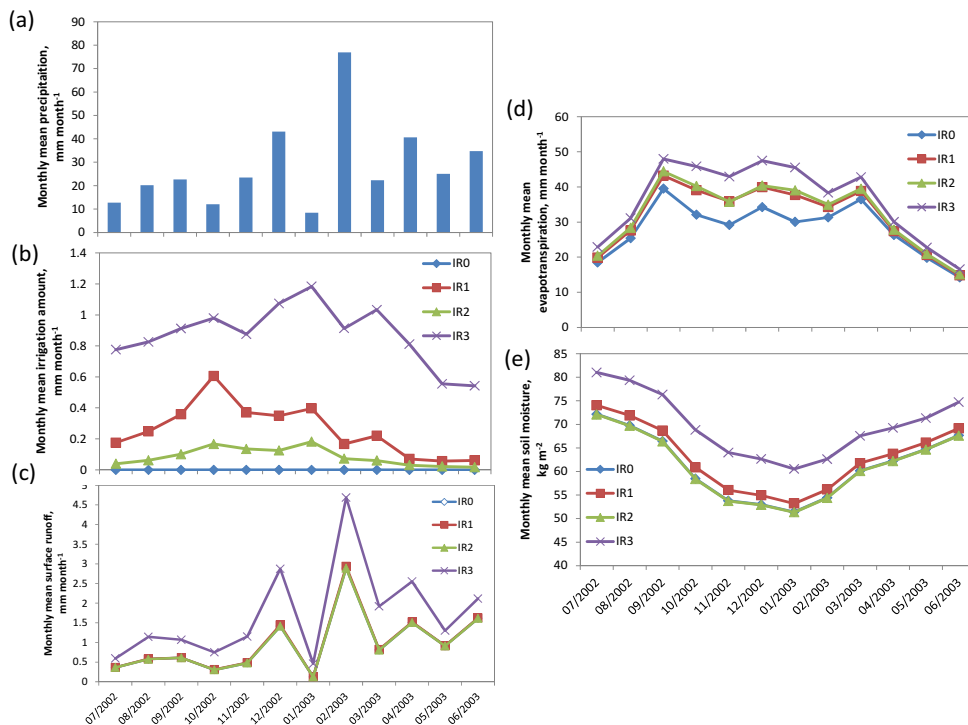 (a)
Monthly mean precipitaition,
mm month-1
90
80
70
60
50
40
30
20
10
0
(b)
Monthly mean irrigation amount,
mm month-1
1.4
1.2
1
0.8
0.6
0.4
0.2
0
IR0
IR1
IR2
IR3
(c)
Monthly mean surface runoff,
mm month-1
5
4.5
4
3.5
3
2.5
2
1.5
1
0.5
0
IR0
IR1
IR2
IR3
07/2002
08/2002
09/2002
10/2002
11/2002
12/2002
01/2003
02/2003
03/2003
04/2003
05/2003
06/2003
(d)
Monthly mean
evapotranspiration, mm month-1
60
50
40
30
20
10
0
IR0
IR1
IR2
IR3
(e)
Monthly mean soil moisture,
kg m-2
85
80
75
70
65
60
55
50
45
40
IR0
IR1
IR2
IR3
07/2002
08/2002
09/2002
10/2002
11/2002
12/2002
01/2003
02/2003
03/2003
04/2003
05/2003
06/2003